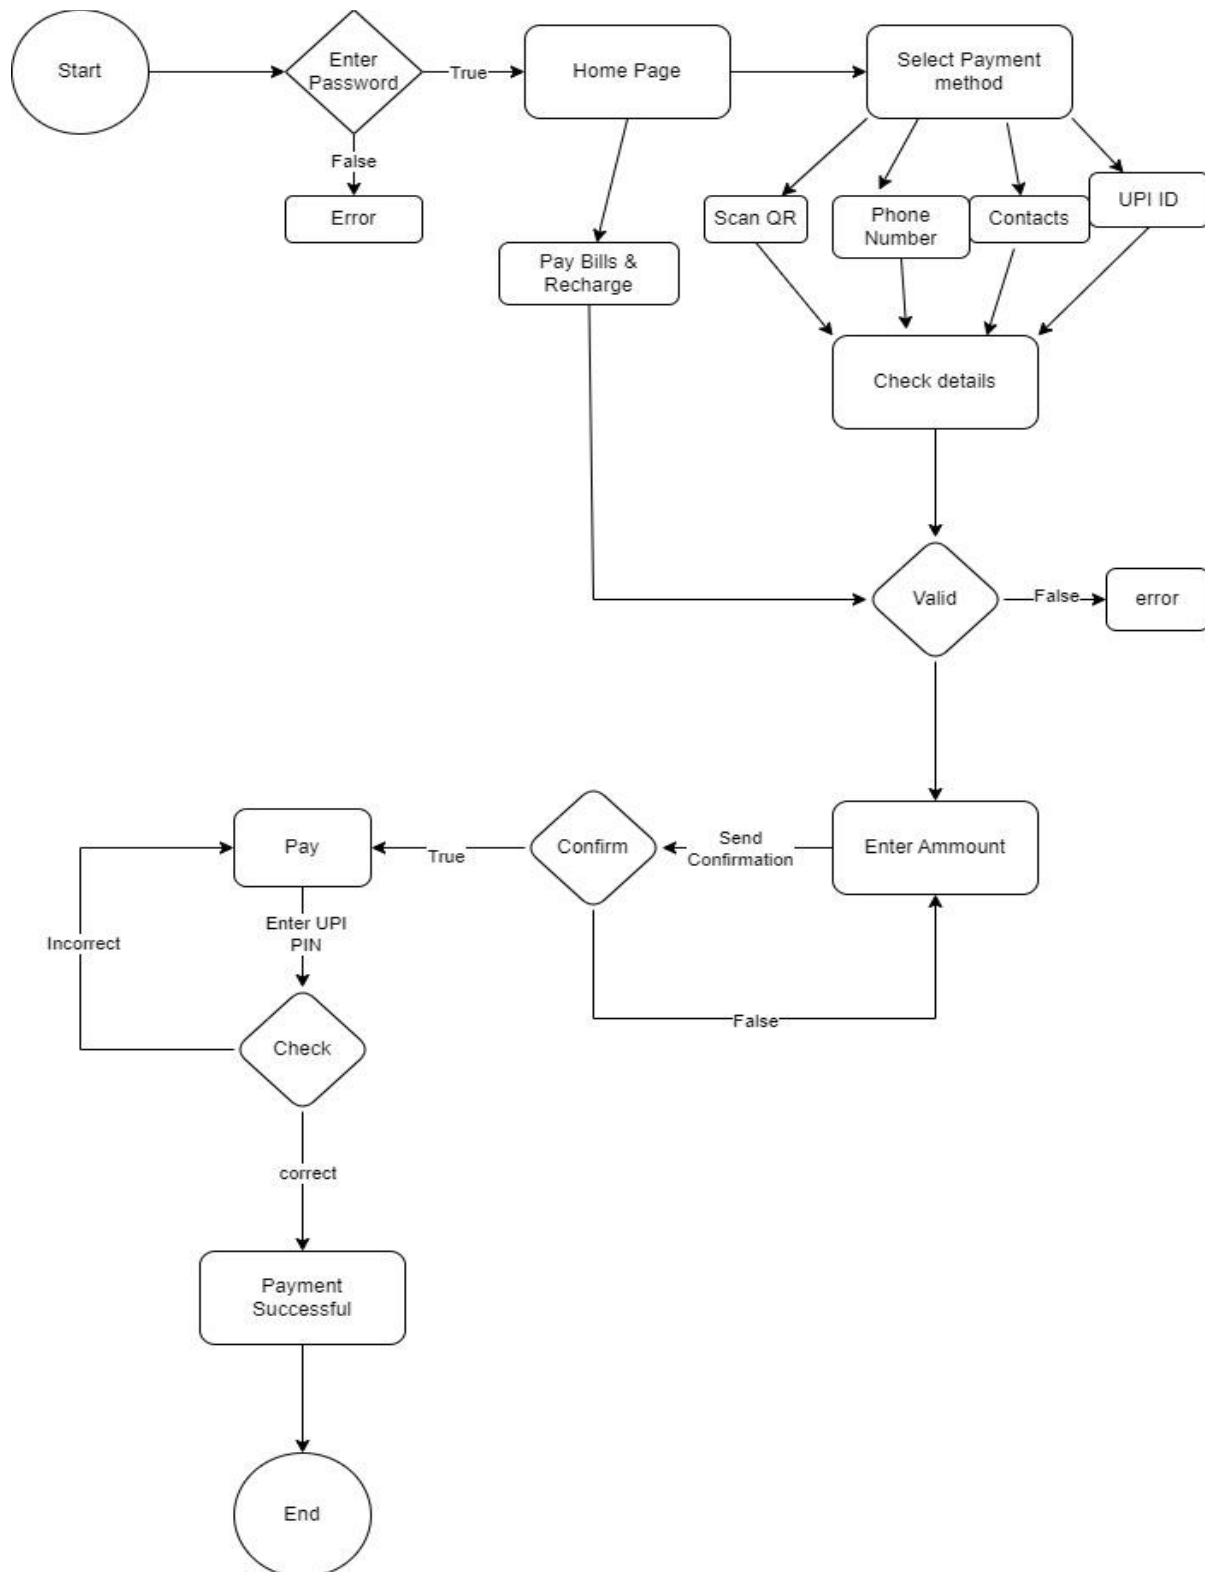 Start
Enter
Password
True
Home Page
Select Payment
method
False
Error
Scan QR
Phone
Number
Contacts
UPI ID
Pay Bills &
Recharge
Check details
Valid
False
error
Pay
True
Confirm
Send
Confirmation
Enter Ammount
Enter UPI
PIN
Incorrect
False
Check
correct
Payment
Successful
End